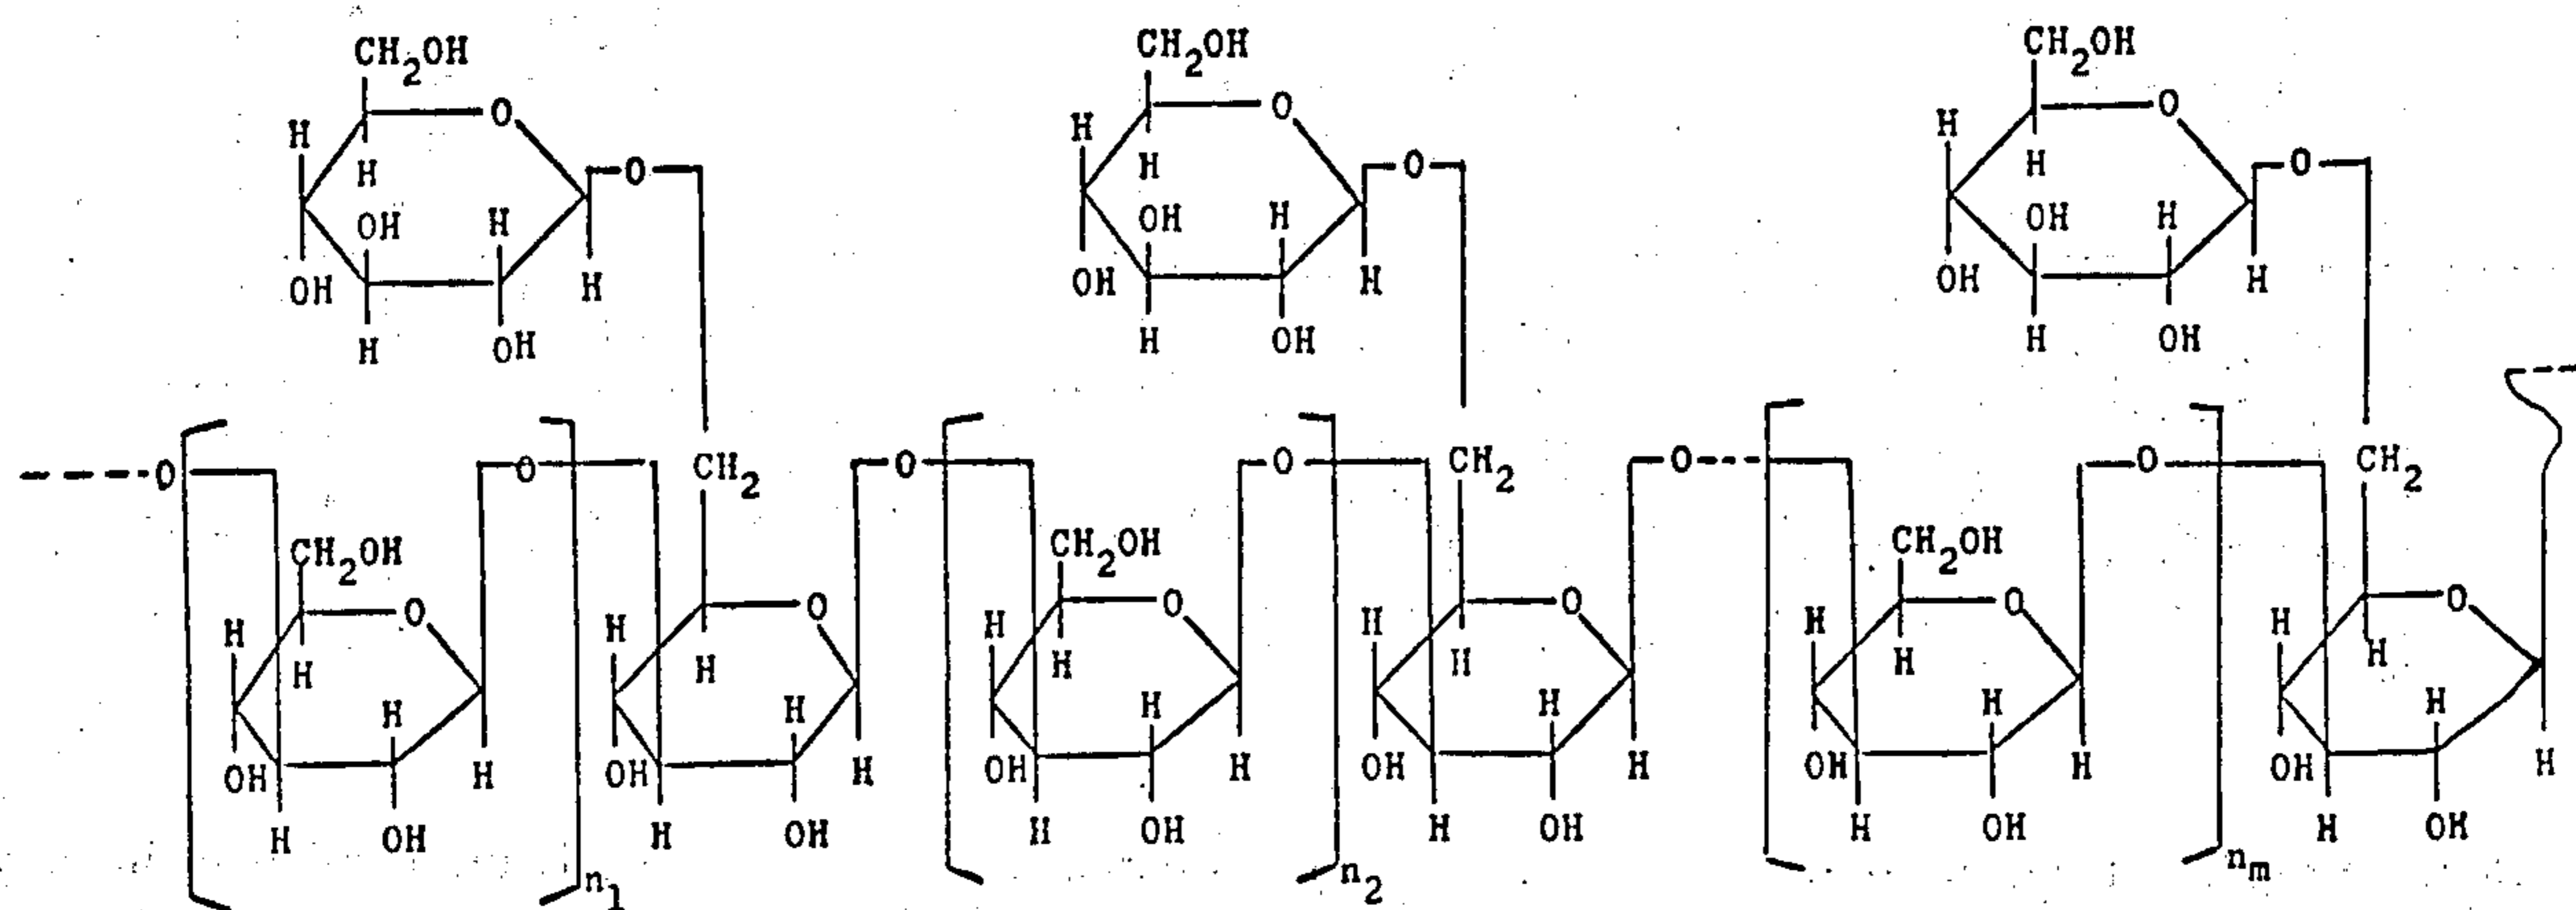 CH₂OH CH₂OH CH₂OH
O O O
H H H
O O O
H H H
OH H OH H OH H
OH H OH H OH H
H OH H OH H OH
O O CH₂ O O CH₂ O O CH₂
CH₂OH CH₂OH CH₂OH
O O O O O O
H H H H H H
H H H H H H
H H H H H H
OH H OH H OH H OH H OH H OH H
H OH H OH H OH H OH H OH H OH
n₁ n₂ nₘ